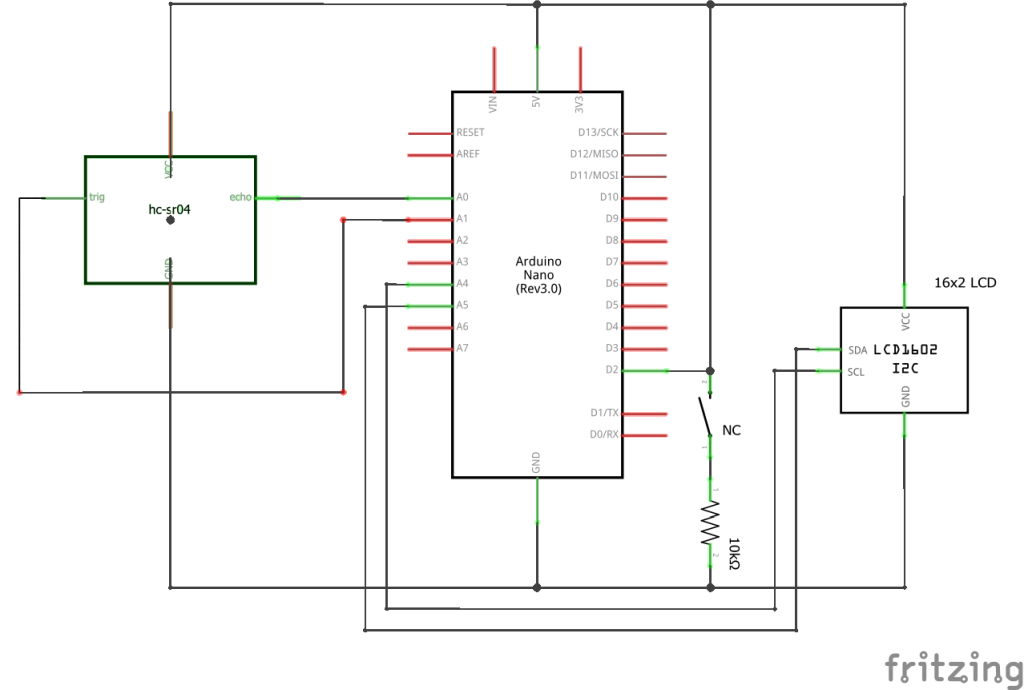 VIN
5V
3V3
RESET
AREF
D13/SCK
D12/MISO
D11/MOSI
VCC
trig
echo
hc-sr04
GND
A0
A1
A2
A3
A4
A5
A6
A7
D10
D9
D8
D7
D6
D5
D4
D3
D2
D1/TX
D0/RX
Arduino
Nano
(Rev3.0)
GND
2
NC
1
1
10kΩ
2
16x2 LCD
VCC
SDA
SCL
LCD1602
I2C
GND
fritzing